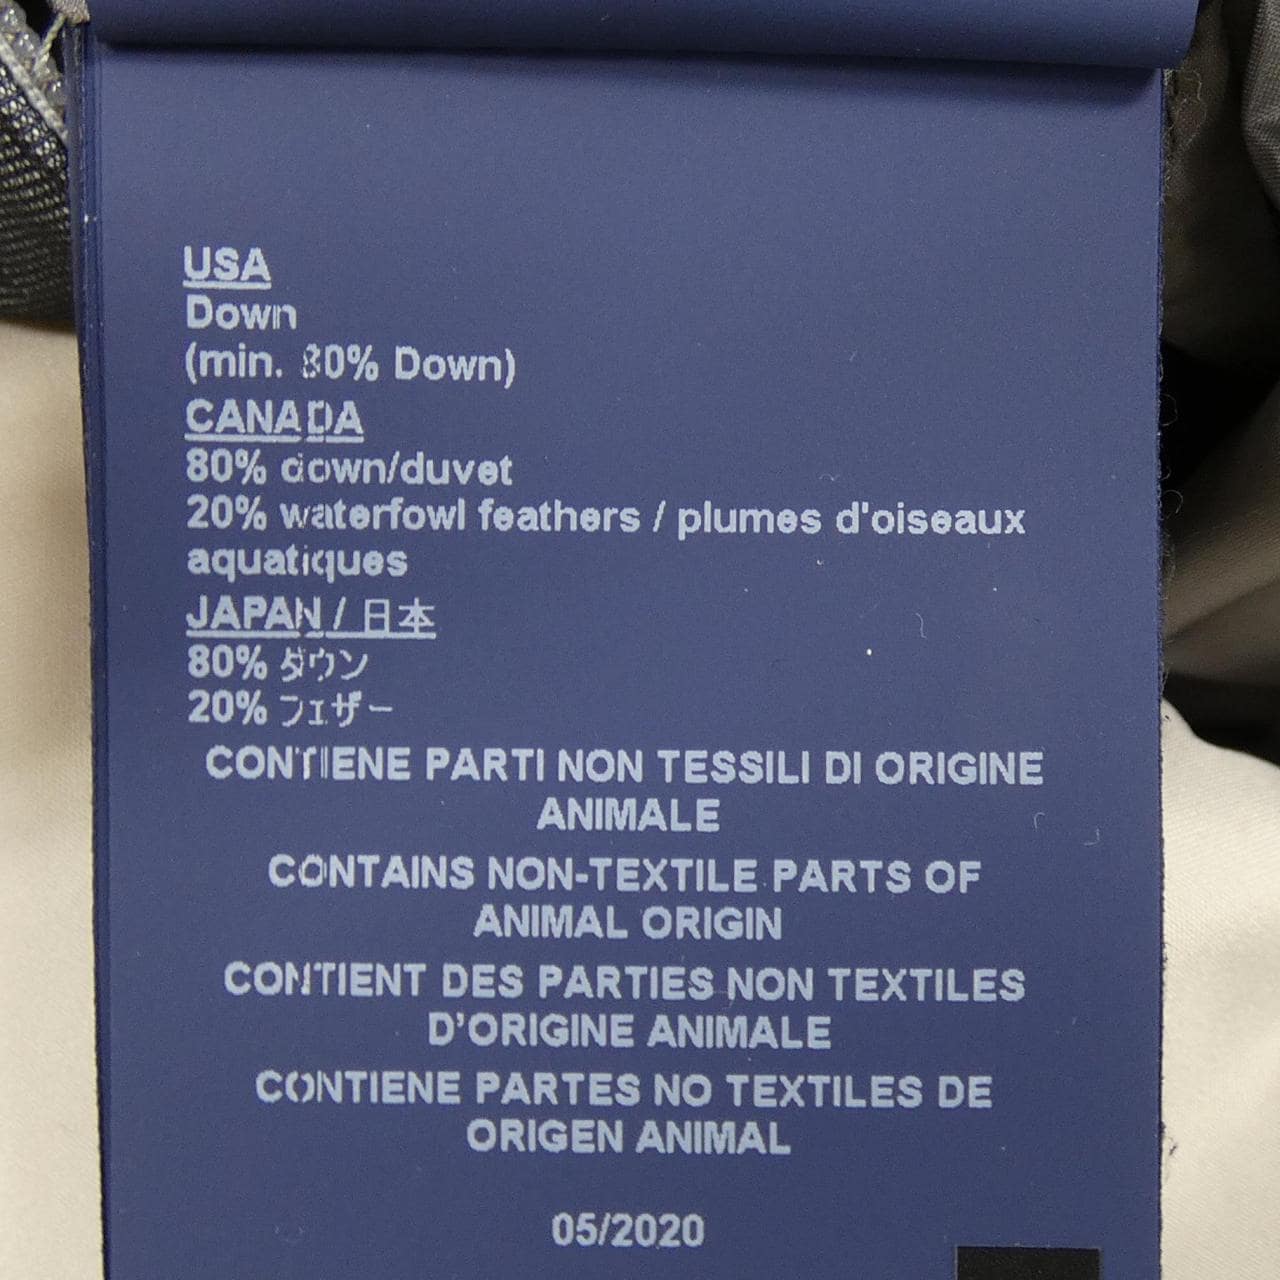 USA
Down
(min. 80% Down)
CANADA
80% down/duvet
20% waterfowl feathers / plumes d'oiseaux
aquatiques
JAPAN / 日本
80% ダウン
20% フェザー
CONTIENE PARTI NON TESSILI DI ORIGINE
ANIMALE
CONTAINS NON-TEXTILE PARTS OF
ANIMAL ORIGIN
CONTIENT DES PARTIES NON TEXTILES
D’ORIGINE ANIMALE
CONTIENE PARTES NO TEXTILES DE
ORIGEN ANIMAL
05/2020